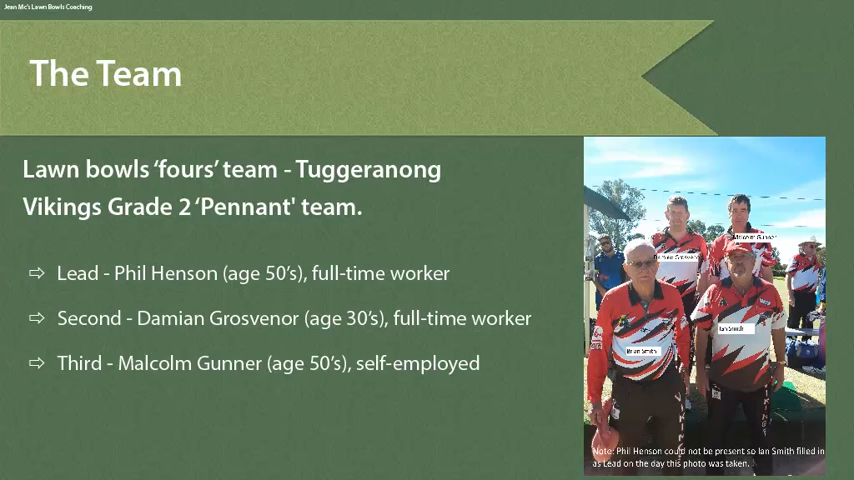 Jean Mc's Lawn Bowls Coaching
The Team
Lawn bowls ‘fours’ team - Tuggeranong
Vikings Grade 2 ‘Pennant' team.
⇨ Lead - Phil Henson (age 50’s), full-time worker
⇨ Second - Damian Grosvenor (age 30’s), full-time worker
⇨ Third - Malcolm Gunner (age 50’s), self-employed
Malcolm Gunner
Damian Grosvenor
Ian Smith
Brian Smith
VIKINGS
VIKINGS
Note: Phil Henson could not be present so Ian Smith filled in
as Lead on the day this photo was taken.